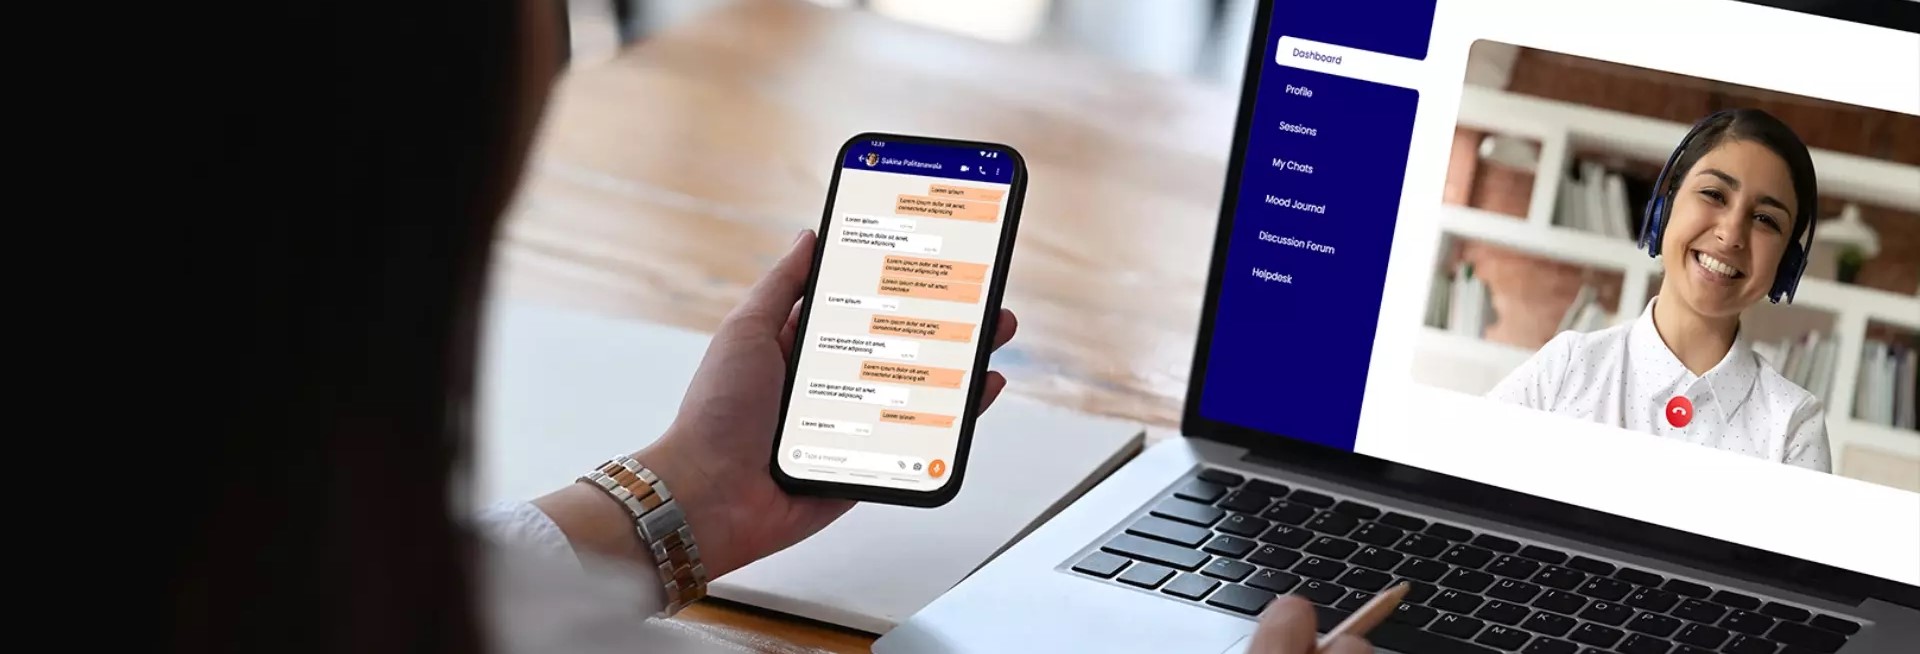 12:33
Sakina Palitanawala
Lorem ipsum
Lorem ipsum dolor sit amet,
consectetur adipiscing
Lorem ipsum
Lorem ipsum dolor sit amet,
consectetur adipiscing
Lorem ipsum dolor sit amet,
consectetur adipiscing elit
Lorem ipsum dolor sit amet,
consectetur
Lorem ipsum
Lorem ipsum dolor sit amet,
consectetur adipiscing elit
Lorem ipsum dolor sit amet,
consectetur adipiscing
Lorem ipsum dolor sit amet,
consectetur adipiscing elit
Lorem ipsum dolor sit amet,
consectetur adipiscing
Lorem ipsum
Lorem ipsum
Type a message
Dashboard
Profile
Sessions
My Chats
Mood Journal
Discussion Forum
Helpdesk
Q W E R T Y U I O P
A S D F G H J K L
Z X C V B N M